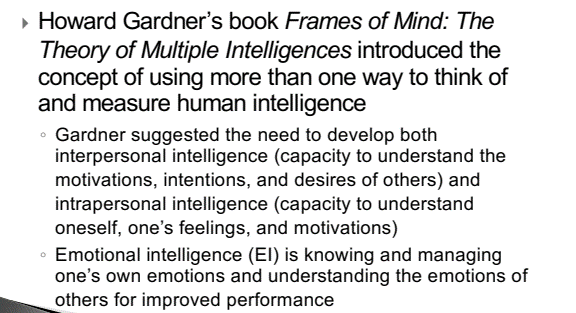 Howard Gardner’s book Frames of Mind: The
Theory of Multiple Intelligences introduced the
concept of using more than one way to think of
and measure human intelligence
Gardner suggested the need to develop both
interpersonal intelligence (capacity to understand the
motivations, intentions, and desires of others) and
intrapersonal intelligence (capacity to understand
oneself, one’s feelings, and motivations)
Emotional intelligence (EI) is knowing and managing
one’s own emotions and understanding the emotions of
others for improved performance